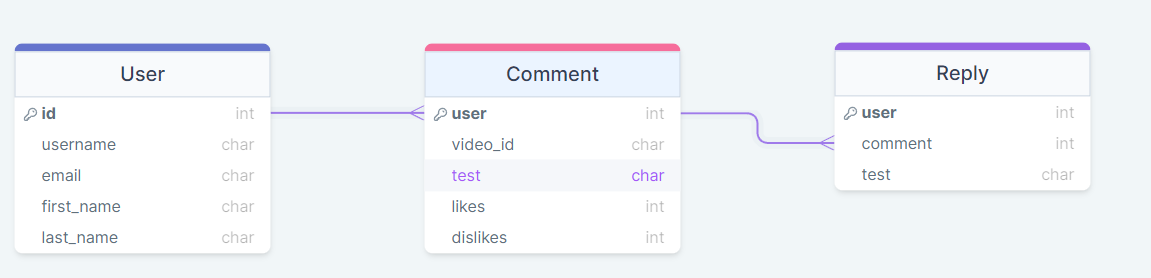 User
id int
username char
email char
first_name char
last_name char
Comment
user int
video_id char
test char
likes int
dislikes int
Reply
user int
comment int
test char